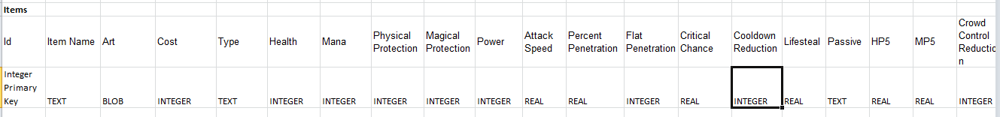 Items
Id Item Name Art Cost Type Health Mana Physical Protection Magical Protection Power Attack Speed Percent Penetration Flat Penetration Critical Chance Cooldown Reduction Lifesteal Passive HP5 MP5 Crowd Control Reductio n
Integer Primary Key TEXT BLOB INTEGER TEXT INTEGER INTEGER INTEGER INTEGER INTEGER REAL REAL INTEGER REAL INTEGER REAL TEXT REAL REAL INTEGER